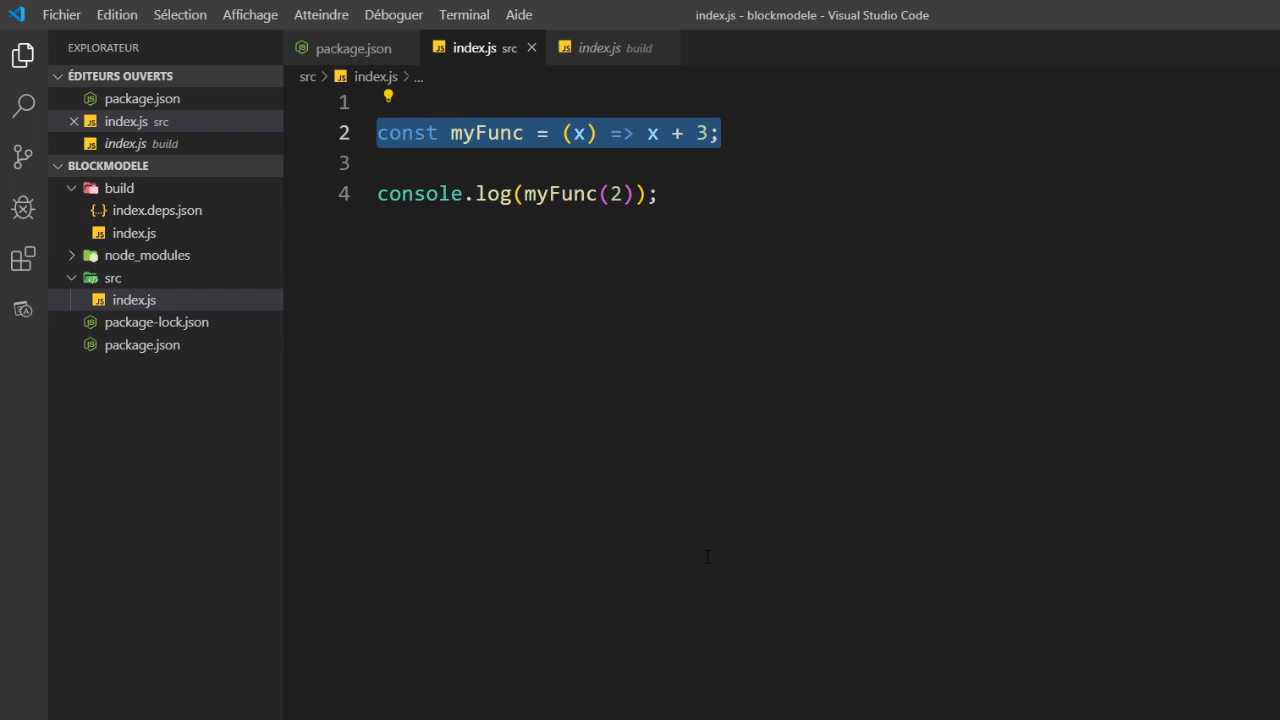 Fichier Edition Sélection Affichage Atteindre Déboguer Terminal Aide index.js - blockmodele - Visual Studio Code
EXPLORATEUR
ÉDITEURS OUVERTS
package.json
index.js src
index.js build
BLOCKMODELE
build
index.deps.json
index.js
node_modules
src
index.js
package-lock.json
package.json
package.json index.js src index.js build
src > index.js > ...
1
2 const myFunc = (x) => x + 3;
3
4 console.log(myFunc(2));